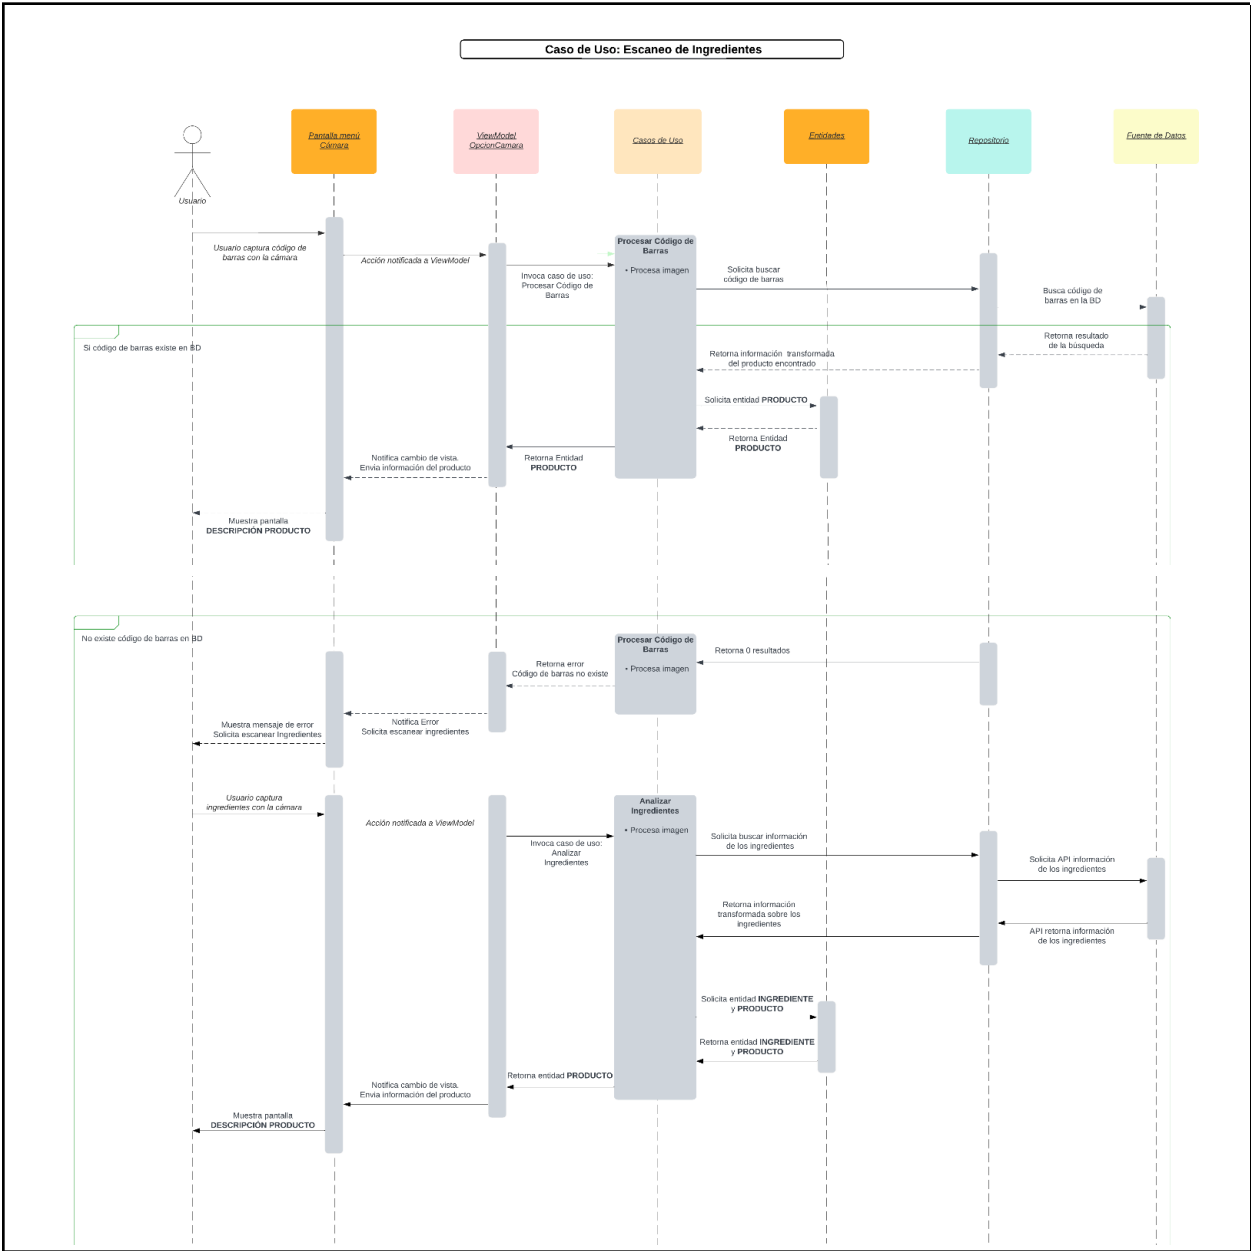 Caso de Uso: Escaneo de Ingredientes
Usuario
Pantalla menú
Cámara
ViewModel
OpcionCamara
Casos de Uso
Entidades
Repositorio
Fuente de Datos
Usuario captura código de
barras con la cámara
Acción notificada a ViewModel
Invoca caso de uso:
Procesar Código de
Barras
Procesar Código de
Barras
• Procesa imagen
Solicita buscar
código de barras
Busca código de
barras en la BD
Si código de barras existe en BD
Retorna resultado
de la búsqueda
Retorna información transformada
del producto encontrado
Solicita entidad PRODUCTO
Retorna Entidad
PRODUCTO
Retorna Entidad
PRODUCTO
Notifica cambio de vista.
Envia información del producto
Muestra pantalla
DESCRIPCIÓN PRODUCTO
No existe código de barras en BD
Procesar Código de
Barras
• Procesa imagen
Retorna 0 resultados
Retorna error
Código de barras no existe
Notifica Error
Solicita escanear ingredientes
Muestra mensaje de error
Solicita escanear Ingredientes
Usuario captura
ingredientes con la cámara
Acción notificada a ViewModel
Invoca caso de uso:
Analizar
Ingredientes
Analizar
Ingredientes
• Procesa imagen
Solicita buscar información
de los ingredientes
Solicita API información
de los ingredientes
Retorna información
transformada sobre los
ingredientes
API retorna información
de los ingredientes
Solicita entidad INGREDIENTE
y PRODUCTO
Retorna entidad INGREDIENTE
y PRODUCTO
Retorna entidad PRODUCTO
Notifica cambio de vista.
Envia información del producto
Muestra pantalla
DESCRIPCIÓN PRODUCTO